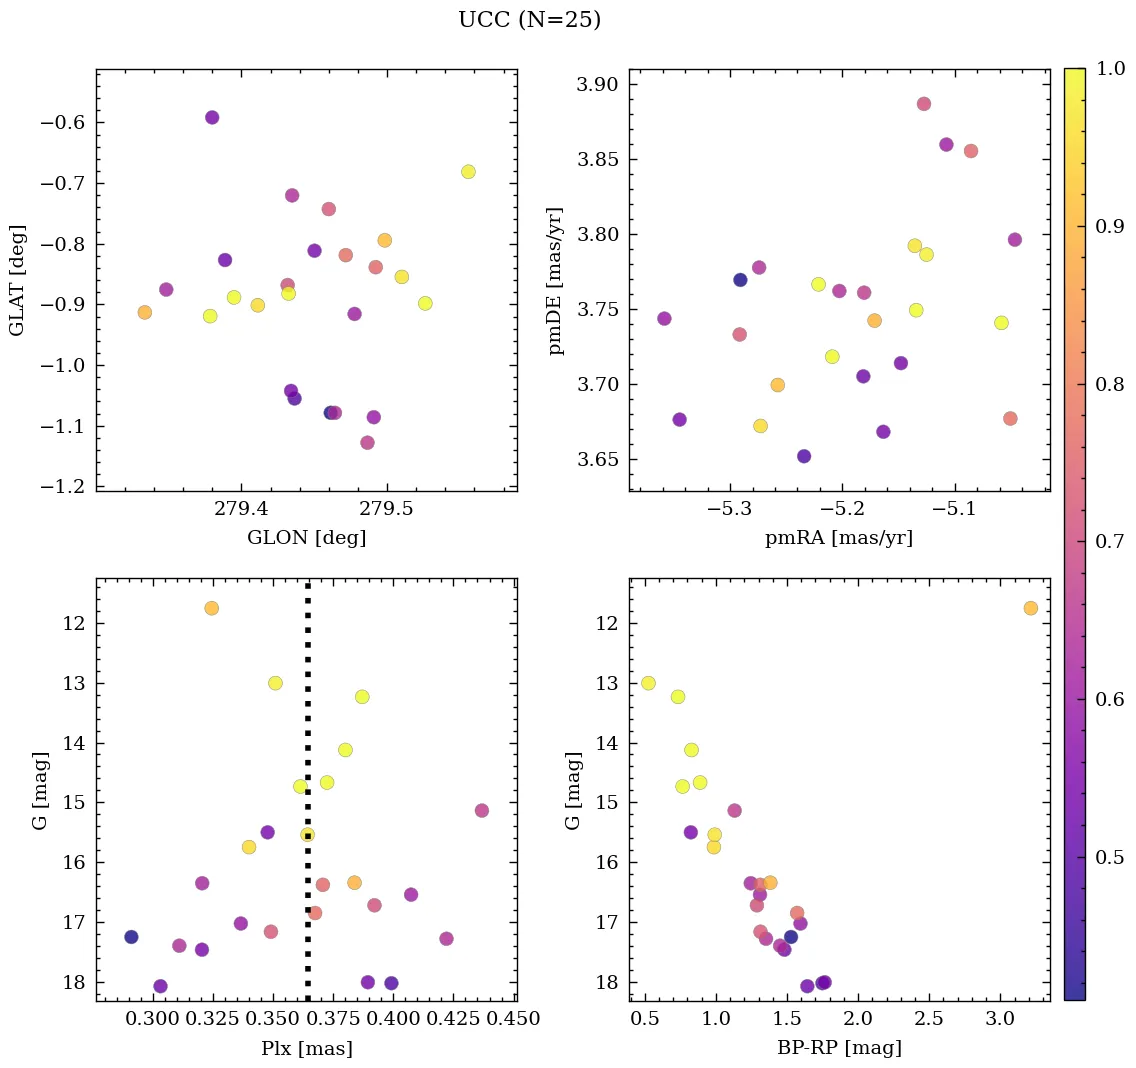 UCC (N=25)
−0.6
−0.7
−0.8
−0.9
−1.0
−1.1
−1.2
279.4 279.5
GLON [deg]
GLAT [deg]
3.90
3.85
3.80
3.75
3.70
3.65
−5.3 −5.2 −5.1
pmRA [mas/yr]
pmDE [mas/yr]
12
13
14
15
16
17
18
0.300 0.325 0.350 0.375 0.400 0.425 0.450
Plx [mas]
G [mag]
12
13
14
15
16
17
18
0.5 1.0 1.5 2.0 2.5 3.0
BP-RP [mag]
G [mag]
1.0
0.9
0.8
0.7
0.6
0.5